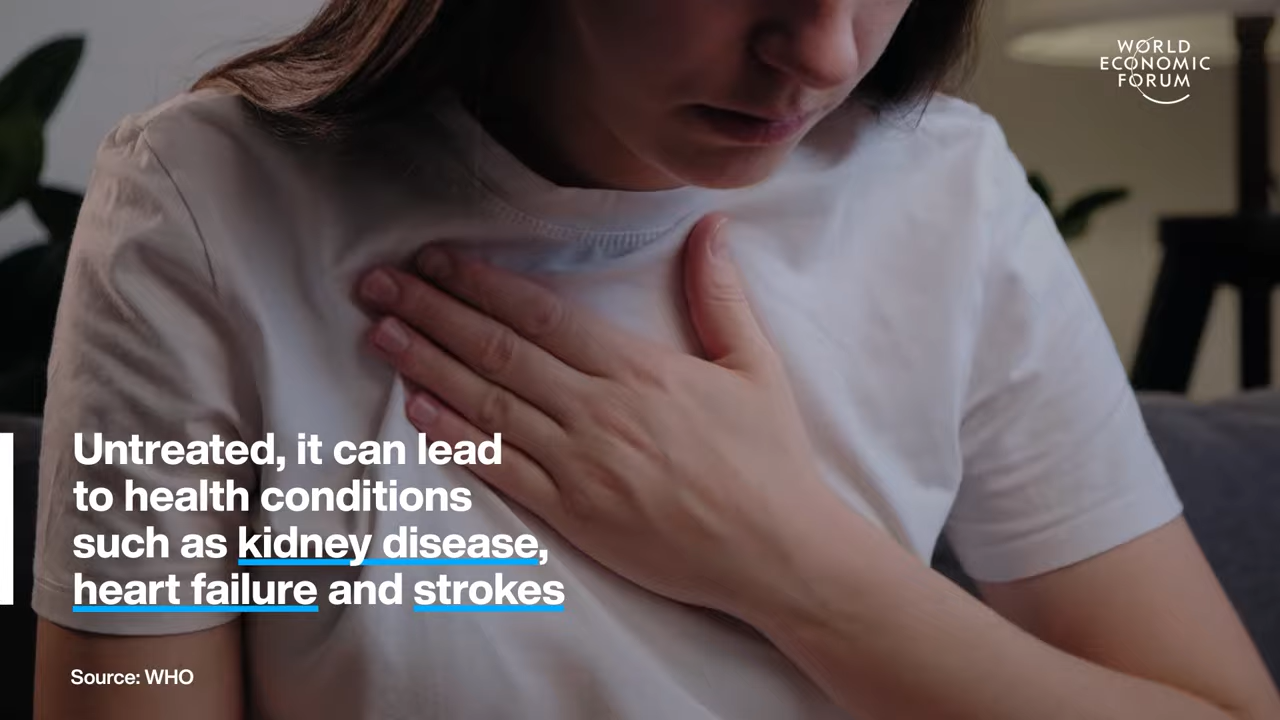 WORLD
ECONOMIC
FORUM
Untreated, it can lead
to health conditions
such as kidney disease,
heart failure and strokes
Source: WHO